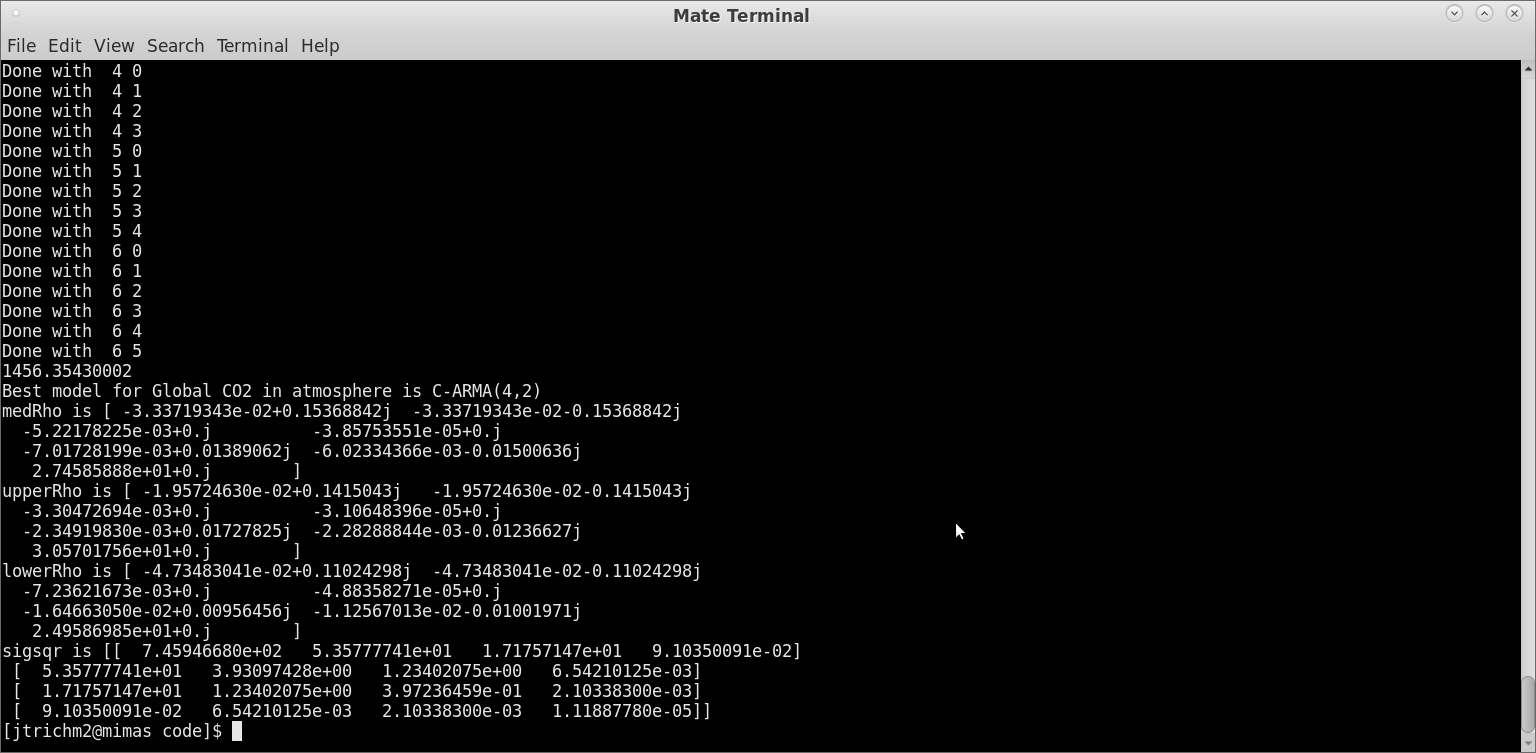 Mate Terminal
File Edit View Search Terminal Help
Done with  4 0
Done with  4 1
Done with  4 2
Done with  4 3
Done with  5 0
Done with  5 1
Done with  5 2
Done with  5 3
Done with  5 4
Done with  6 0
Done with  6 1
Done with  6 2
Done with  6 3
Done with  6 4
Done with  6 5
1456.35430002
Best model for Global CO2 in atmosphere is C-ARMA(4,2)
medRho is [ -3.33719343e-02+0.15368842j  -3.33719343e-02-0.15368842j
  -5.22178225e-03+0.j          -3.85753551e-05+0.j
  -7.01728199e-03+0.01389062j  -6.02334366e-03-0.01500636j
   2.74585888e+01+0.j        ]
upperRho is [ -1.95724630e-02+0.1415043j   -1.95724630e-02-0.1415043j
  -3.30472694e-03+0.j          -3.10648396e-05+0.j
  -2.34919830e-03+0.01727825j  -2.28288844e-03-0.01236627j
   3.05701756e+01+0.j        ]
lowerRho is [ -4.73483041e-02+0.11024298j  -4.73483041e-02-0.11024298j
  -7.23621673e-03+0.j          -4.88358271e-05+0.j
  -1.64663050e-02+0.00956456j  -1.12567013e-02-0.01001971j
   2.49586985e+01+0.j        ]
sigsqr is [[  7.45946680e+02   5.35777741e+01   1.71757147e+01   9.10350091e-02]
 [  5.35777741e+01   3.93097428e+00   1.23402075e+00   6.54210125e-03]
 [  1.71757147e+01   1.23402075e+00   3.97236459e-01   2.10338300e-03]
 [  9.10350091e-02   6.54210125e-03   2.10338300e-03   1.11887780e-05]]
[jtrichm2@mimas code]$